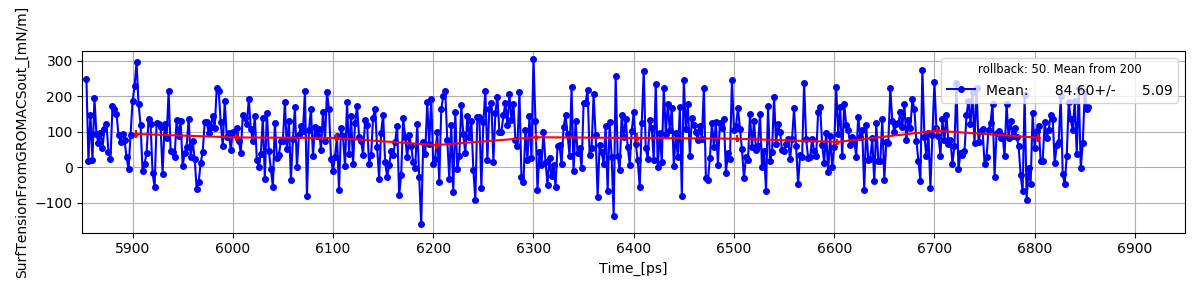 SurfTensionFromGROMACSout_[mN/m]
300
200
100
0
−100
rollback: 50. Mean from 200
Mean: 84.60+/- 5.09
5900 6000 6100 6200 6300 6400 6500 6600 6700 6800 6900
Time_[ps]